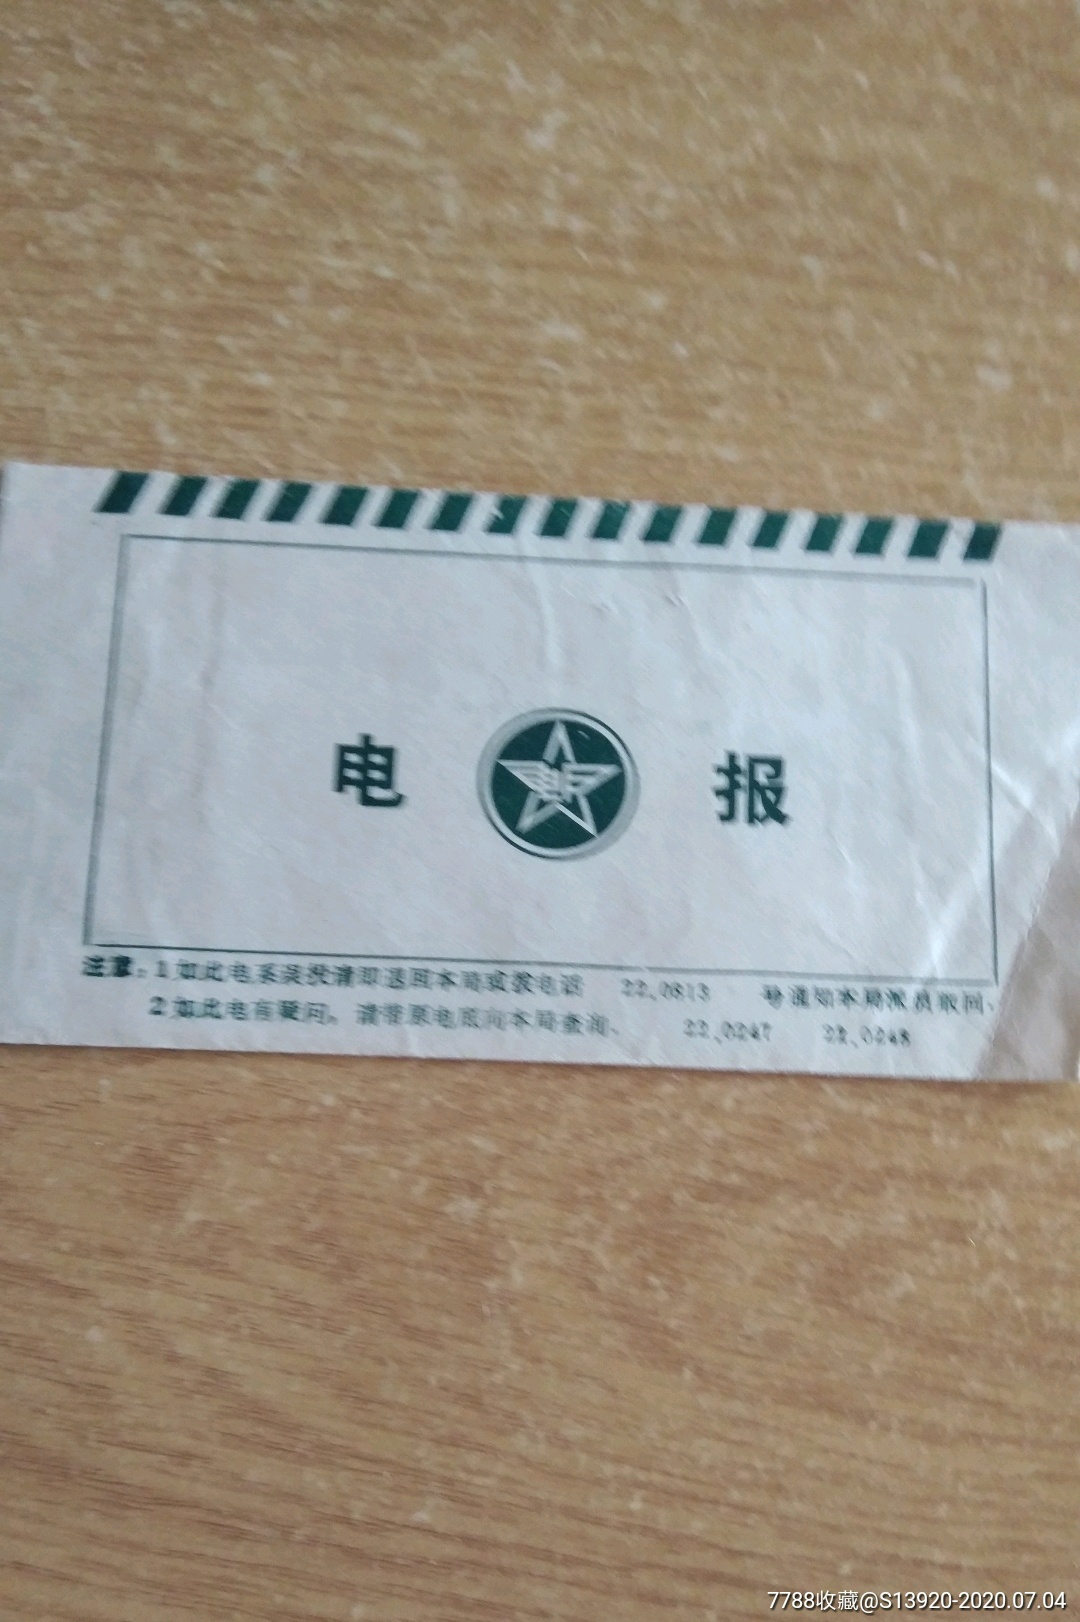 电 报
注意：1如此电系误投请即退回本局或拨电话 22.0813 号通知本局派员取回、
2如此电有疑问，请带原电底向本局查询、 22.0247 22.0248
7788收藏@S13920-2020.07.04